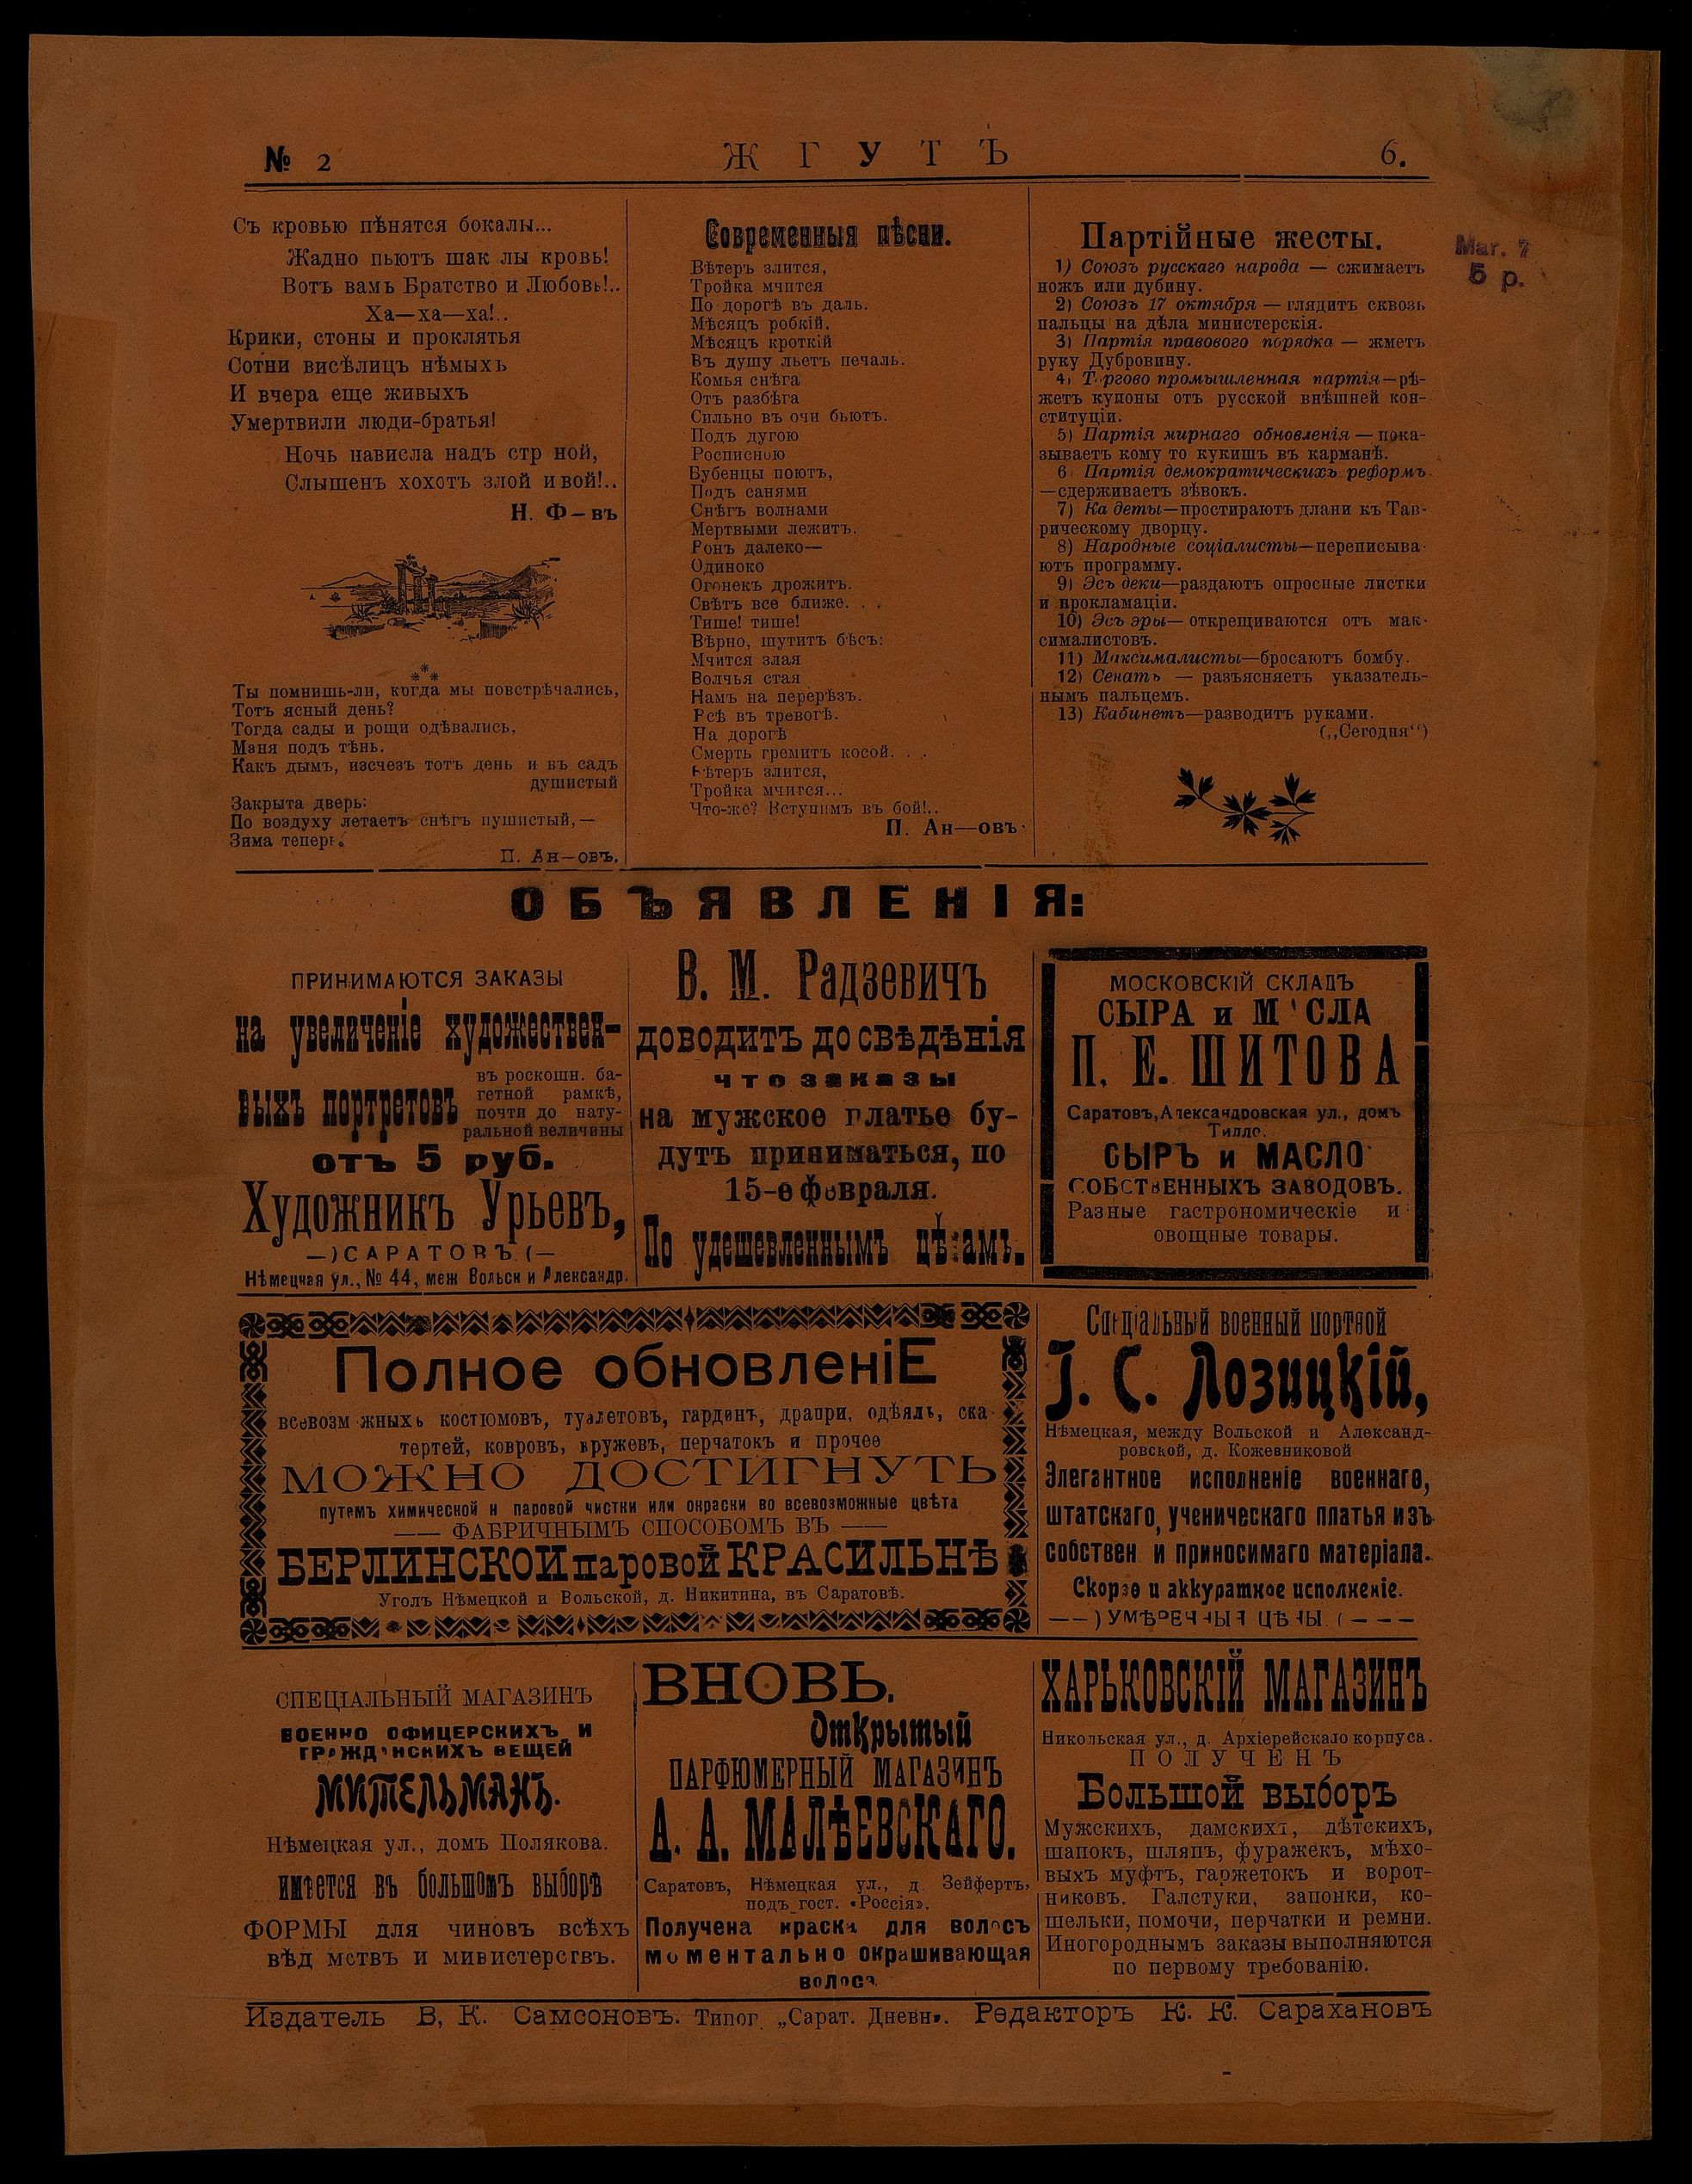 № 2
ЖГУТЪ
6.
Съ кровью пѣнятся бокалы...
Жадно пьютъ шак лы кровь!
Вотъ вамъ Братство и Любовь!..
Ха—ха—ха!..
Крики, стоны и проклятья
Сотни висѣлицъ нѣмыхъ
И вчера еще живыхъ
Умертвили люди-братья!
Ночь нависла надъ стр ной,
Слышенъ хохотъ злой и вой!..
Н. Ф—въ
Ты помнишь-ли, когда мы повстрѣчались,
Тотъ ясный день?
Тогда сады и рощи одѣвались,
Маня подъ тѣнь.
Какъ дымъ, изсчезъ тотъ день и въ садъ
душистый
Закрыта дверь:
По воздуху летаетъ снѣгъ пушистый,—
Зима теперь.
П. Ан—овъ.
Современныя пѣсни.
Вѣтеръ злится,
Тройка мчится
По дорогѣ въ даль.
Мѣсяцъ робкій,
Мѣсяцъ кроткій
Въ душу льетъ печаль.
Комья снѣга
Отъ разбѣга
Сильно въ очи бьютъ.
Подъ дугою
Росписною
Бубенцы поютъ,
Подъ санями
Снѣгъ волнами
Мертвыми лежитъ.
Вонъ далеко—
Одиноко
Огонекъ дрожитъ.
Свѣтъ все ближе. . .
Тише! тише!
Вѣрно, шутитъ бѣсъ:
Мчится злая
Волчья стая
Намъ на перерѣзъ.
Всѣ въ тревогѣ.
На дорогѣ
Смерть гремитъ косой. . .
Вѣтеръ злится,
Тройка мчится...
Что-же? Вступимъ въ бой!..
П. Ан—овъ
Партійные жесты.
1) Союзъ русскаго народа — сжимаетъ
ножъ или дубину.
2) Союзъ 17 октября — глядитъ сквозь
пальцы на дѣла министерскія.
3) Партія правового порядка — жметъ
руку Дубровину.
4) Торгово промышленная партія—рѣ-
жетъ купоны отъ русской внѣшней кон-
ституціи.
5) Партія мирнаго обновленія — пока-
зываетъ кому то кукишъ въ карманѣ.
6 Партія демократическихъ реформъ
—сдерживаетъ зѣвокъ.
7) Ка деты—простираютъ длани къ Тав-
рическому дворцу.
8) Народные соціалисты—переписыва-
ютъ программу.
9) Эсъ деки—раздаютъ опросные листки
и прокламаціи.
10) Эсъ эры— открещиваются отъ мак-
сималистовъ.
11) Максималисты—бросаютъ бомбу.
12) Сенатъ — разъясняетъ указатель-
нымъ пальцемъ.
13) Кабинетъ—разводитъ руками.
(„Сегодня“)
Mar. 7
5 р.
ОБЪЯВЛЕНІЯ:
ПРИНИМАЮТСЯ ЗАКАЗЫ
на увеличеніе художествен-
ныхъ портретовъ
въ роскошн. ба-
гетной рамкѣ,
почти до нату-
ральной величины
отъ 5 руб.
Художникъ Урьевъ,
—)САРАТОВЪ.(—
Нѣмецкая ул., № 44, меж Вольск и Александр.
В. М. Радзевичъ
доводитъ до свѣдѣнія
что заказы
на мужское платье бу-
дутъ приниматься, по
15-е февраля.
По удешевленнымъ цѣнамъ.
МОСКОВСКІЙ СКЛАДЪ
СЫРА и М СЛА
П. Е. ШИТОВА
Саратовъ, Александровская ул., домъ
Тилло.
СЫРЪ и МАСЛО
СОБСТВЕННЫХЪ ЗАВОДОВЪ.
Разные гастрономическіе и
овощные товары.
Полное обновленіЕ
всевозм жныхъ костюмовъ, туалетовъ, гардинъ, драпри, одѣялъ, ска-
тертей, ковровъ, кружевъ, перчатокъ и прочее
МОЖНО ДОСТИГНУТЬ
путемъ химической и паровой чистки или окраски во всевозможные цвѣта
—— ФАБРИЧНЫМЪ СПОСОБОМЪ ВЪ ——
БЕРЛИНСКОЙ паровой КРАСИЛЬНѢ
Уголъ Нѣмецкой и Вольской, д. Никитина, въ Саратовѣ.
Спеціальный военный портной
І. С. Лозицкій,
Нѣмецкая, между Вольской и Александ-
ровской, д. Кожевниковой
Элегантное исполненіе военнаго,
штатскаго, ученическаго платья изъ
собствен и приносимаго матеріала.
Скорое и аккуратное исполненіе.
——) УМѢРЕННЫЯ ЦѢНЫ. (———
СПЕЦІАЛЬНЫЙ МАГАЗИНЪ
ВОЕННО ОФИЦЕРСКИХЪ И
ГРАЖДАНСКИХЪ ВЕЩЕЙ
МИТЕЛЬМАНЪ.
Нѣмецкая ул., домъ Полякова.
имѣется въ большомъ выборѣ
ФОРМЫ для чиновъ всѣхъ
вѣд мствъ и министерствъ.
ВНОВЬ.
Открытый
ПАРФЮМЕРНЫЙ МАГАЗИНЪ
А. А. МАЛѢЕВСКАГО.
Саратовъ, Нѣмецкая ул., д. Зейфертъ,
подъ гост. «Россія».
Получена краска для волосъ
моментально окрашивающая
волоса.
ХАРЬКОВСКІЙ МАГАЗИНЪ
Никольская ул., д. Архіерейскаго корпуса.
ПОЛУЧЕНЪ
Большой выборъ
Мужскихъ, дамскихъ, дѣтскихъ,
шапокъ, шляпъ, фуражекъ, мѣхо-
выхъ муфтъ, гаржетокъ и ворот-
никовъ. Галстуки, запонки, ко-
шельки, помочи, перчатки и ремни.
Иногороднымъ заказы выполняются
по первому требованію.
Издатель В, К. Самсоновъ. Типог. „Сарат. Дневн». Редакторъ К. К. Сарахановъ